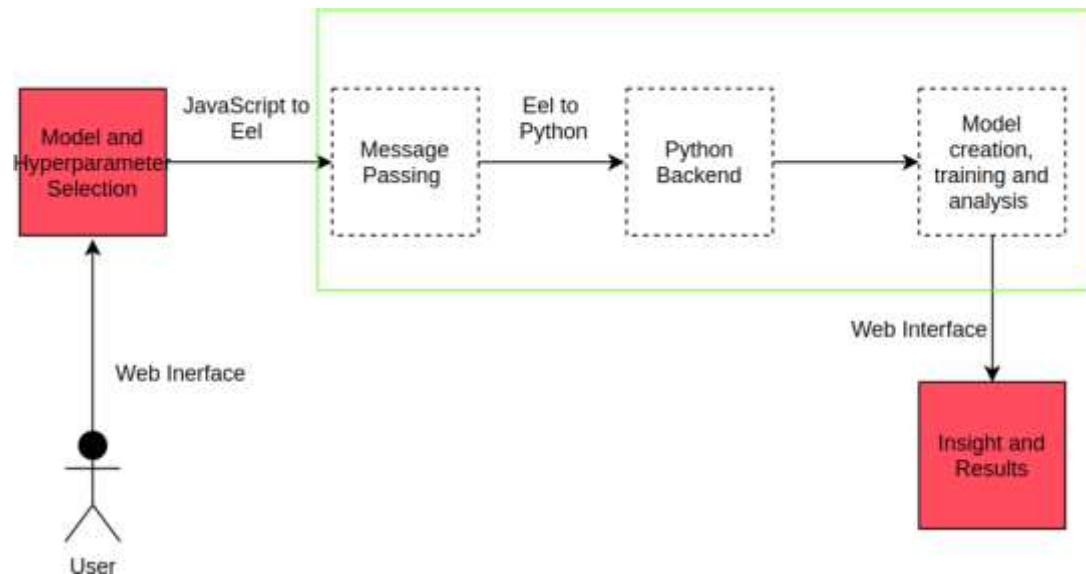 Model and
Hyperparameter
Selection
JavaScript to
Eel
Message
Passing
Eel to
Python
Python
Backend
Model
creation,
training and
analysis
Web Interface
Web Inerface
Insight and
Results
User